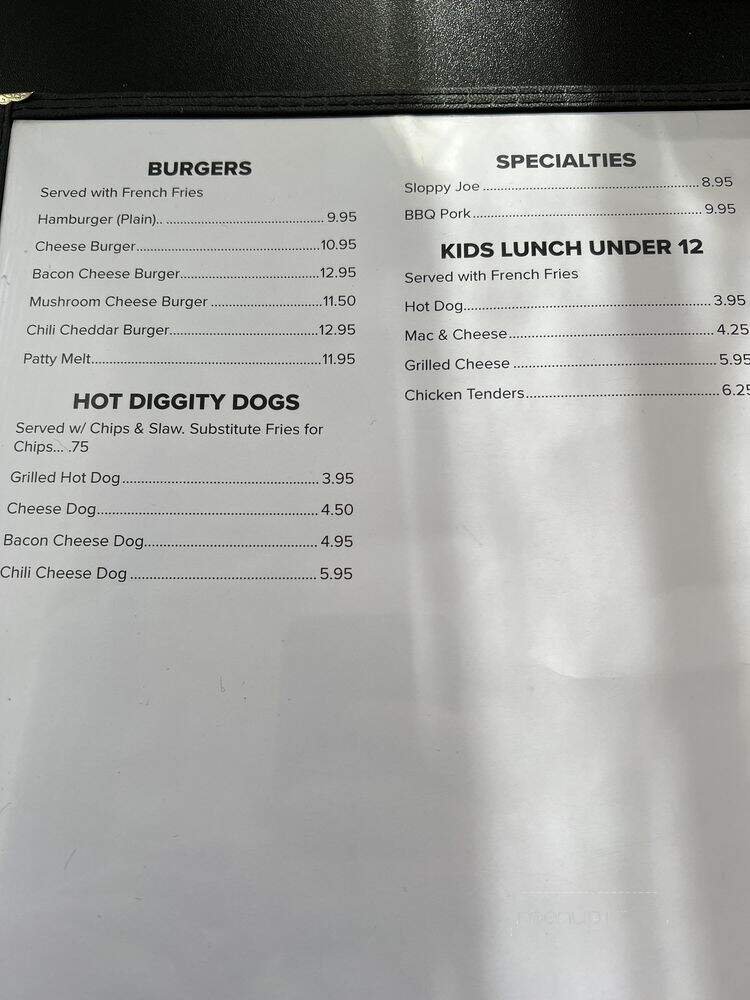 BURGERS
Served with French Fries
Hamburger (Plain).. 9.95
Cheese Burger 10.95
Bacon Cheese Burger 12.95
Mushroom Cheese Burger 11.50
Chili Cheddar Burger 12.95
Patty Melt 11.95
HOT DIGGITY DOGS
Served w/ Chips & Slaw. Substitute Fries for
Chips... .75
Grilled Hot Dog 3.95
Cheese Dog 4.50
Bacon Cheese Dog 4.95
Chili Cheese Dog 5.95
SPECIALTIES
Sloppy Joe 8.95
BBQ Pork 9.95
KIDS LUNCH UNDER 12
Served with French Fries
Hot Dog 3.95
Mac & Cheese 4.25
Grilled Cheese 5.95
Chicken Tenders 6.25